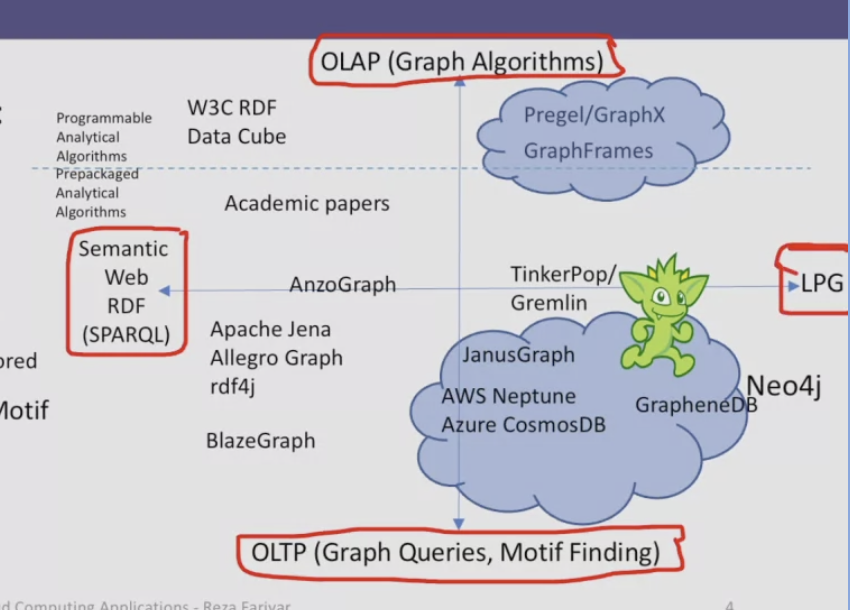 OLAP (Graph Algorithms)
:
Programmable
Analytical
Algorithms
W3C RDF
Data Cube
Pregel/GraphX
GraphFrames
Prepackaged
Analytical
Algorithms
Academic papers
Semantic
Web
RDF
(SPARQL)
AnzoGraph
TinkerPop/
Gremlin
LPG
Apache Jena
Allegro Graph
rdf4j
BlazeGraph
ored
Motif
JanusGraph
AWS Neptune
Azure CosmosDB
GrapheneDB
Neo4j
OLTP (Graph Queries, Motif Finding)
d Computing Applications - Reza Farivar
4